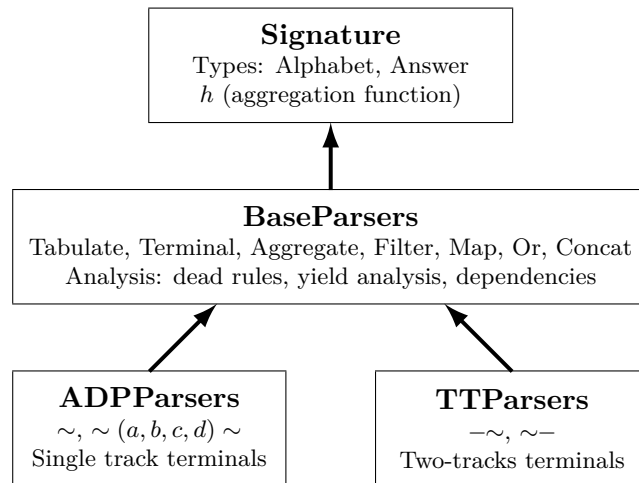 Signature
Types: Alphabet, Answer
h (aggregation function)
BaseParsers
Tabulate, Terminal, Aggregate, Filter, Map, Or, Concat
Analysis: dead rules, yield analysis, dependencies
ADPParsers
∼, ∼ (a, b, c, d) ∼
Single track terminals
TTParsers
−∼, ∼−
Two-tracks terminals